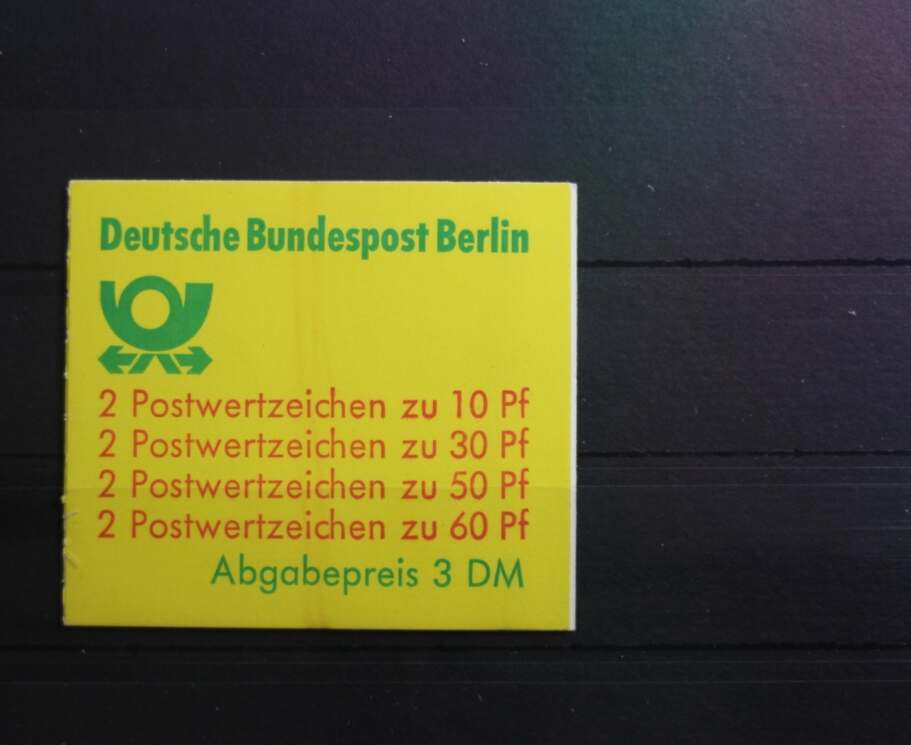 Deutsche Bundespost Berlin
2 Postwertzeichen zu 10 Pf
2 Postwertzeichen zu 30 Pf
2 Postwertzeichen zu 50 Pf
2 Postwertzeichen zu 60 Pf
Abgabepreis 3 DM